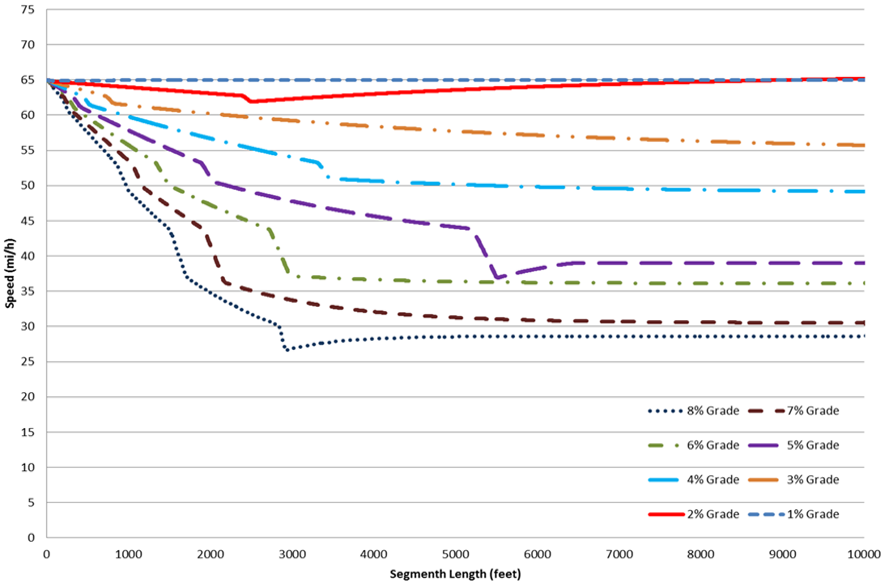 75
70
65
60
55
50
45
40
35
30
25
20
15
10
5
0
Speed (mi/h)
8% Grade 7% Grade
6% Grade 5% Grade
4% Grade 3% Grade
2% Grade 1% Grade
0 1000 2000 3000 4000 5000 6000 7000 8000 9000 10000
Segmenth Length (feet)